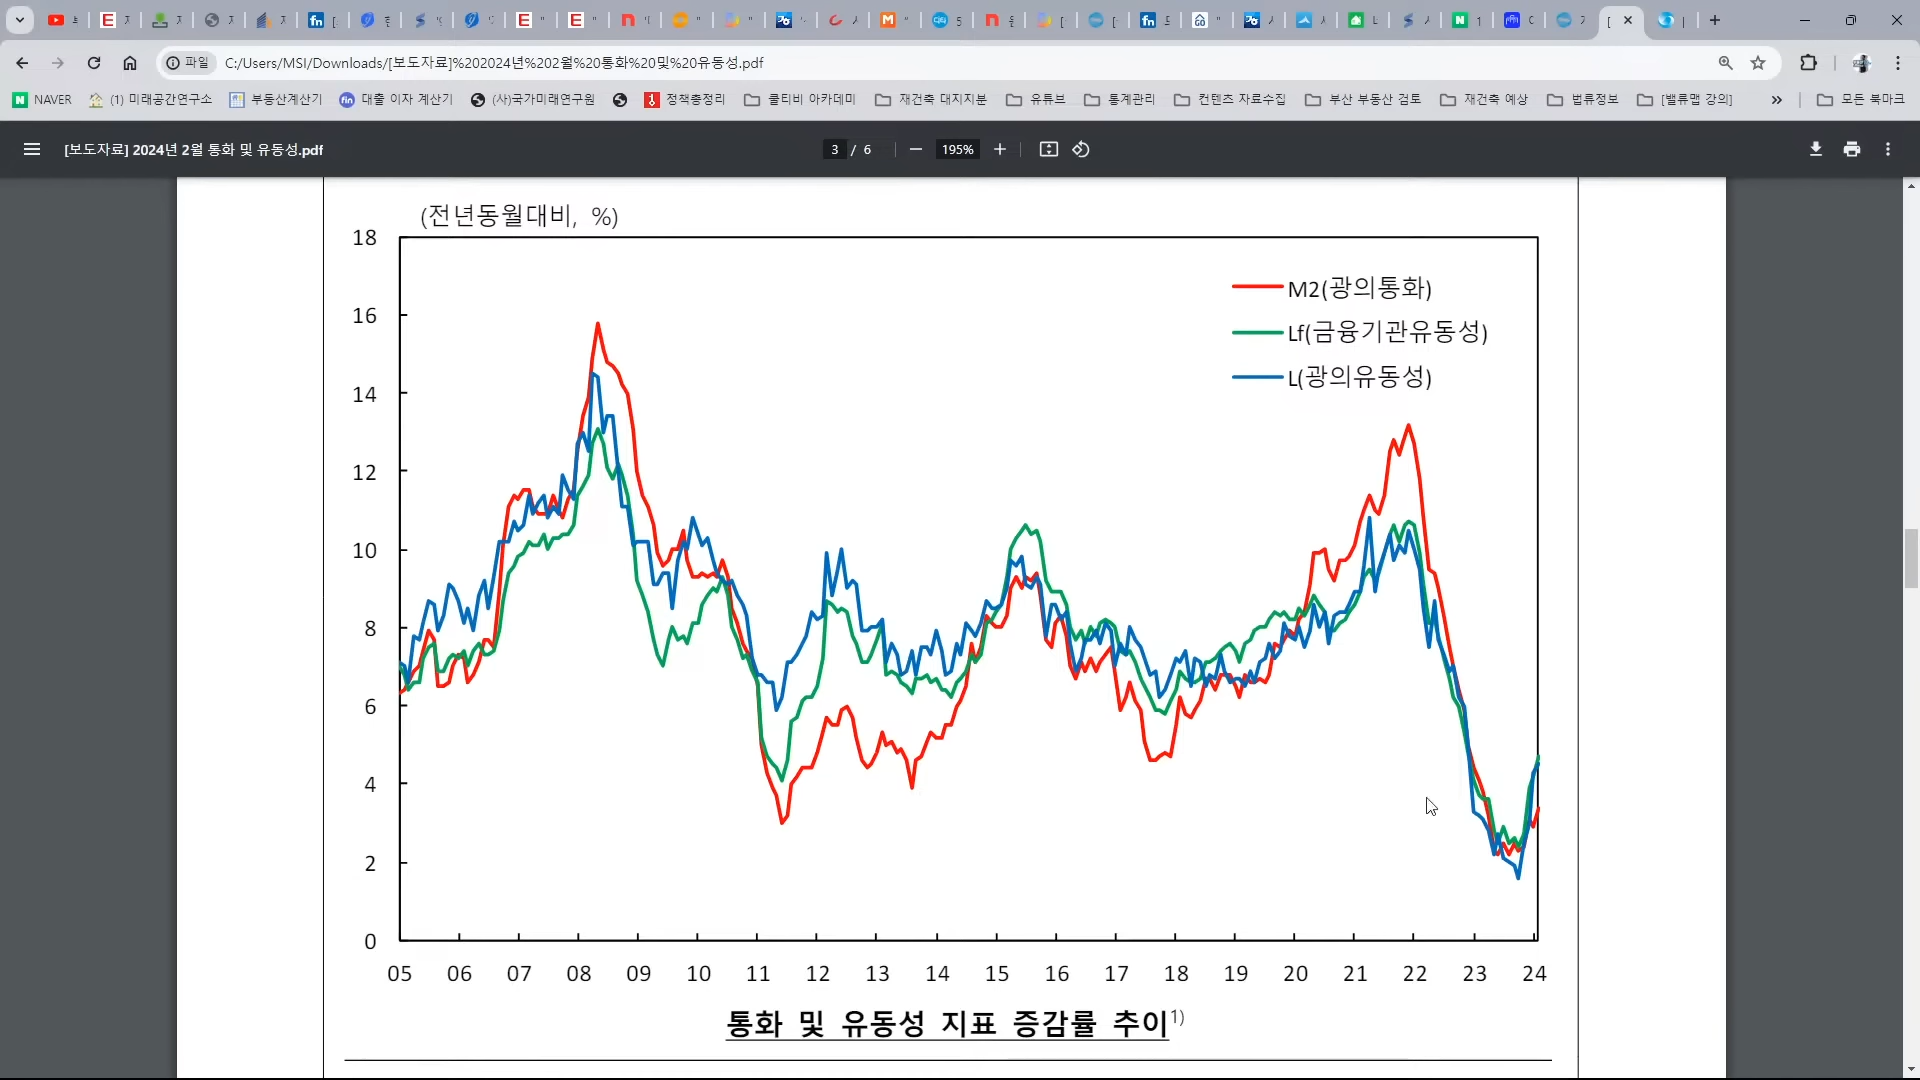 파일 C:/Users/MSI/Downloads/[보도자료]%202024년%202월%20통화%20및%20유동성.pdf
NAVER (1) 미래공간연구소 부동산계산기 대출 이자 계산기 (사)국가미래연구원 정책총정리 쿨티비 아카데미 재건축 대지지분 유튜브 통계관리 컨텐츠 자료수집 부산 부동산 검토 재건축 예상 법류정보 [밸류맵 강의] » 모든 북마크
[보도자료] 2024년 2월 통화 및 유동성.pdf 3 / 6 195%
(전년동월대비, %)
18
16
14
12
10
8
6
4
2
0
M2(광의통화)
Lf(금융기관유동성)
L(광의유동성)
05 06 07 08 09 10 11 12 13 14 15 16 17 18 19 20 21 22 23 24
통화 및 유동성 지표 증감률 추이1)